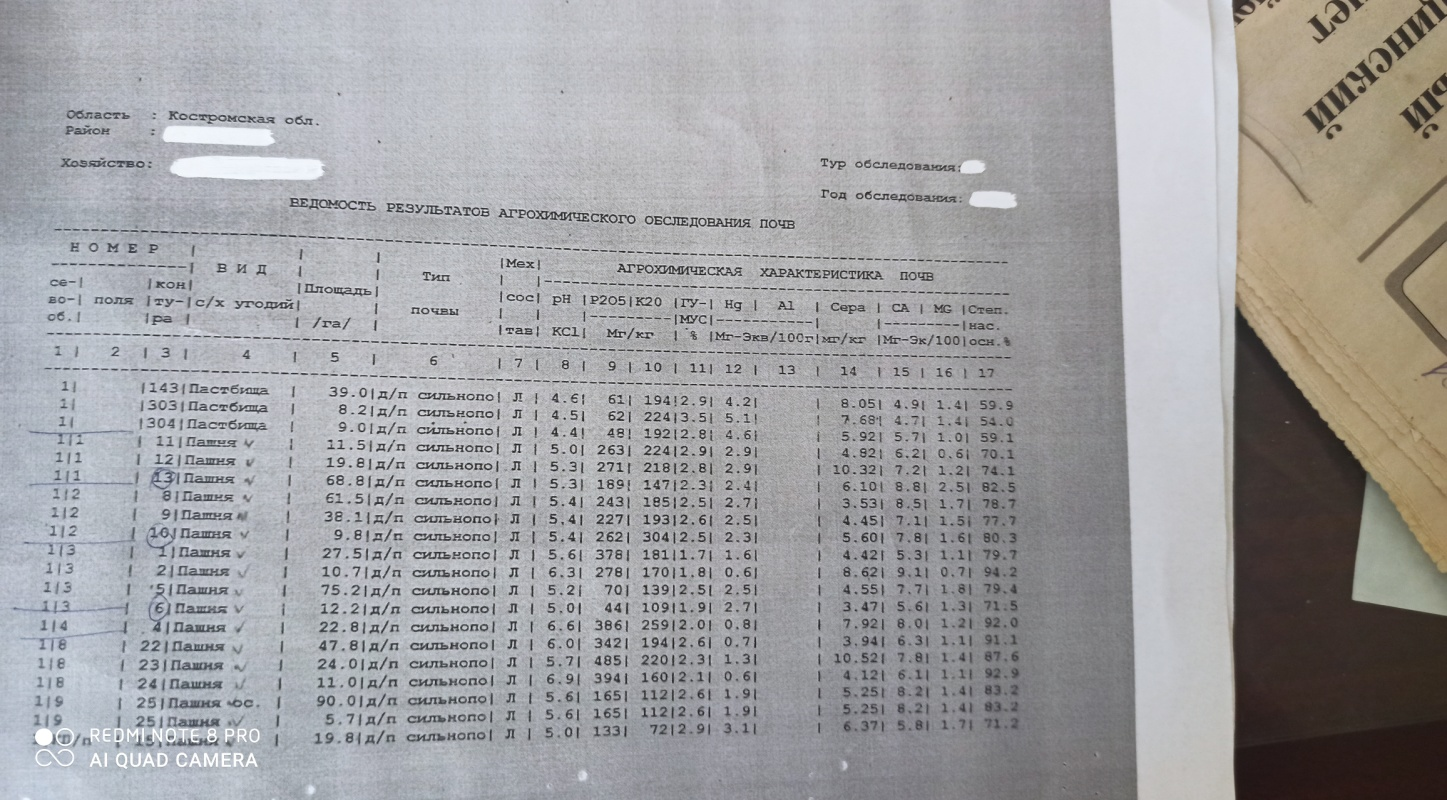 Область : Костромская обл.
Район :
Хозяйство:
Тур обследования:
Год обследования:
ВЕДОМОСТЬ РЕЗУЛЬТАТОВ АГРОХИМИЧЕСКОГО ОБСЛЕДОВАНИЯ ПОЧВ
Н О М Е Р | В И Д | Площадь| Тип |Мех| АГРОХИМИЧЕСКАЯ ХАРАКТЕРИСТИКА ПОЧВ
се-| |кон| |сос| pH |P2O5|K20 |ГУ-| Hg | Al | Сера | CA | MG |Степ.
во-| поля |ту-|с/х угодий| почвы |МУС| |нас.
об.| |ра | /га/ | |тав| KCl| Мг/кг | % |Мг-Экв/100г|мг/кг |Мг-Эк/100|осн.%
1 | 2 | 3 | 4 | 5 | 6 | 7 | 8 | 9 | 10 | 11| 12 | 13 | 14 | 15 | 16 | 17
1| |143|Пастбища | 39.0|д/п сильнопо| Л | 4.6| 61| 194|2.9| 4.2| | 8.05| 4.9| 1.4| 59.9
1| |303|Пастбища | 8.2|д/п сильнопо| Л | 4.5| 62| 224|3.5| 5.1| | 7.68| 4.7| 1.4| 54.0
1| |304|Пастбища | 9.0|д/п сильнопо| Л | 4.4| 48| 192|2.8| 4.6| | 5.92| 5.7| 1.0| 59.1
1|1 | 11|Пашня | 11.5|д/п сильнопо| Л | 5.0| 263| 224|2.9| 2.9| | 4.82| 6.2| 0.6| 70.1
1|1 | 12|Пашня | 19.8|д/п сильнопо| Л | 5.3| 271| 218|2.8| 2.9| | 10.32| 7.2| 1.2| 74.1
1|1 | 13|Пашня | 68.8|д/п сильнопо| Л | 5.3| 189| 147|2.3| 2.4| | 6.10| 8.8| 2.5| 82.5
1|2 | 8|Пашня | 61.5|д/п сильнопо| Л | 5.4| 243| 185|2.5| 2.7| | 3.53| 8.5| 1.7| 78.7
1|2 | 9|Пашня | 38.1|д/п сильнопо| Л | 5.4| 227| 193|2.6| 2.5| | 4.45| 7.1| 1.5| 77.7
1|2 | 10|Пашня | 9.8|д/п сильнопо| Л | 5.4| 262| 304|2.5| 2.3| | 5.60| 7.8| 1.6| 80.3
1|3 | 1|Пашня | 27.5|д/п сильнопо| Л | 5.6| 378| 181|1.7| 1.6| | 4.42| 5.3| 1.1| 79.7
1|3 | 2|Пашня | 10.7|д/п сильнопо| Л | 6.3| 278| 170|1.8| 0.6| | 8.62| 9.1| 0.7| 94.2
1|3 | 5|Пашня | 75.2|д/п сильнопо| Л | 5.2| 70| 139|2.5| 2.5| | 4.55| 7.7| 1.8| 79.4
1|3 | 6|Пашня | 12.2|д/п сильнопо| Л | 5.0| 44| 109|1.9| 2.7| | 3.47| 5.6| 1.3| 71.5
1|4 | 4|Пашня | 22.8|д/п сильнопо| Л | 6.6| 386| 259|2.0| 0.8| | 7.92| 8.0| 1.2| 92.0
1|8 | 22|Пашня | 47.8|д/п сильнопо| Л | 6.0| 342| 194|2.6| 0.7| | 3.94| 6.3| 1.1| 91.1
1|8 | 23|Пашня | 24.0|д/п сильнопо| Л | 5.7| 485| 220|2.3| 1.3| | 10.52| 7.8| 1.4| 87.6
1|8 | 24|Пашня | 11.0|д/п сильнопо| Л | 6.9| 394| 160|2.1| 0.6| | 4.12| 6.1| 1.1| 92.9
1|9 | 25|Пашня ос. | 90.0|д/п сильнопо| Л | 5.6| 165| 112|2.6| 1.9| | 5.25| 8.2| 1.4| 83.2
1|9 | 25|Пашня | 5.7|д/п сильнопо| Л | 5.6| 165| 112|2.6| 1.9| | 5.25| 8.2| 1.4| 83.2
| 15|Пашня | 19.8|д/п сильнопо| Л | 5.0| 133| 72|2.9| 3.1| | 6.37| 5.8| 1.7| 71.2
REDMI NOTE 8 PRO
AI QUAD CAMERA